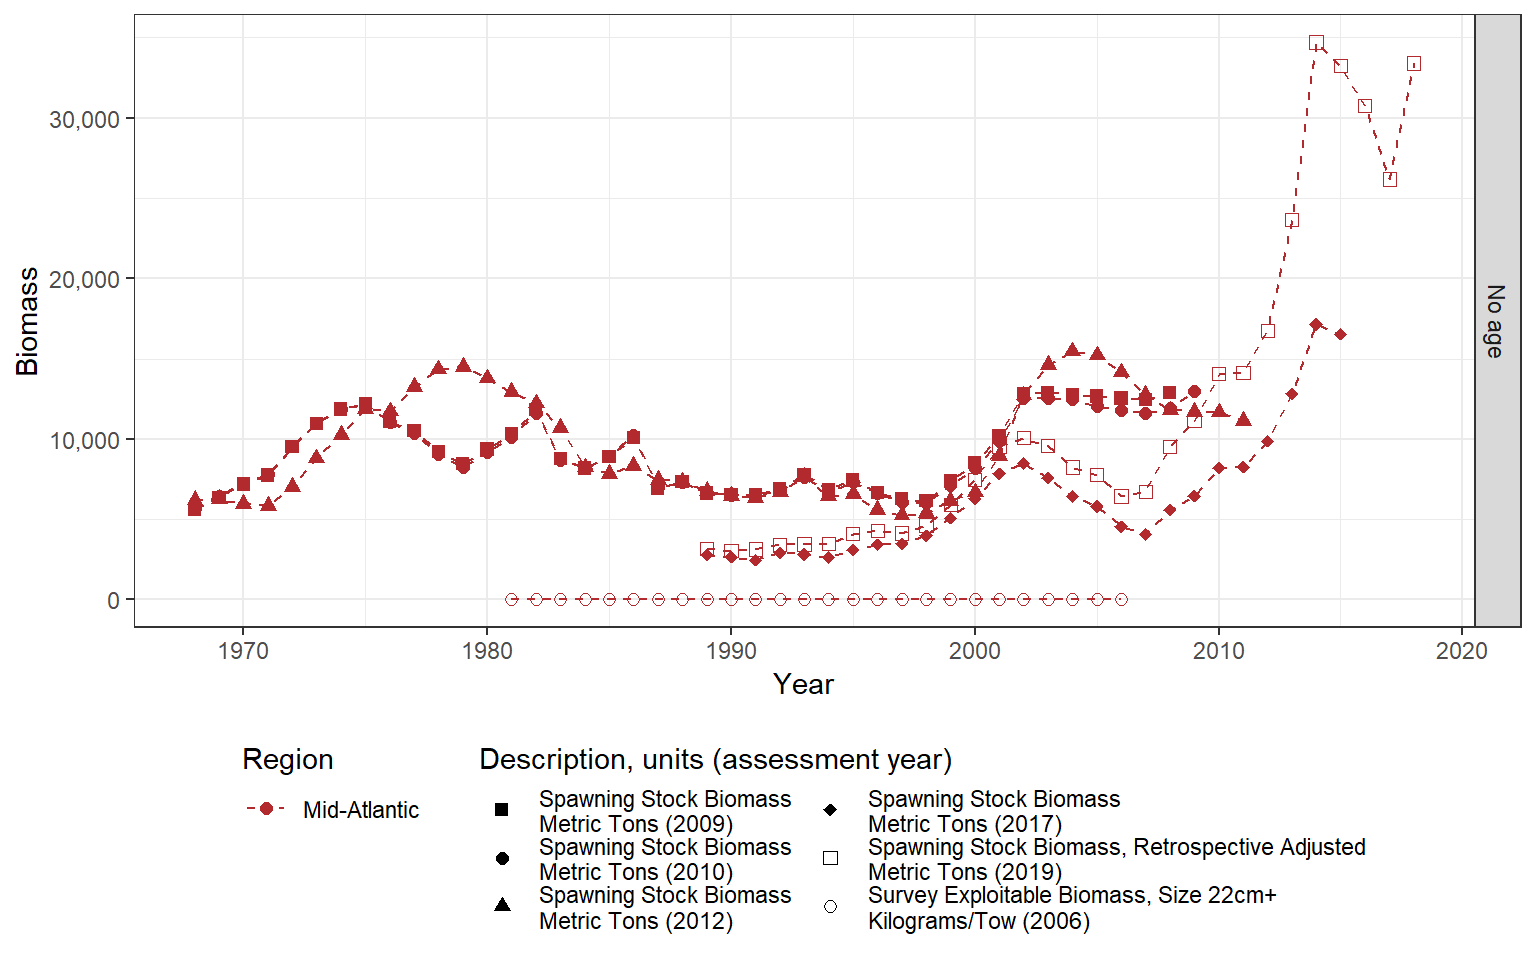 30,000
20,000
10,000
0
Biomass
No age
1970 1980 1990 2000 2010 2020
Year
Region
Mid-Atlantic
Description, units (assessment year)
Spawning Stock Biomass
Metric Tons (2009)
Spawning Stock Biomass
Metric Tons (2010)
Spawning Stock Biomass
Metric Tons (2012)
Spawning Stock Biomass
Metric Tons (2017)
Spawning Stock Biomass, Retrospective Adjusted
Metric Tons (2019)
Survey Exploitable Biomass, Size 22cm+
Kilograms/Tow (2006)